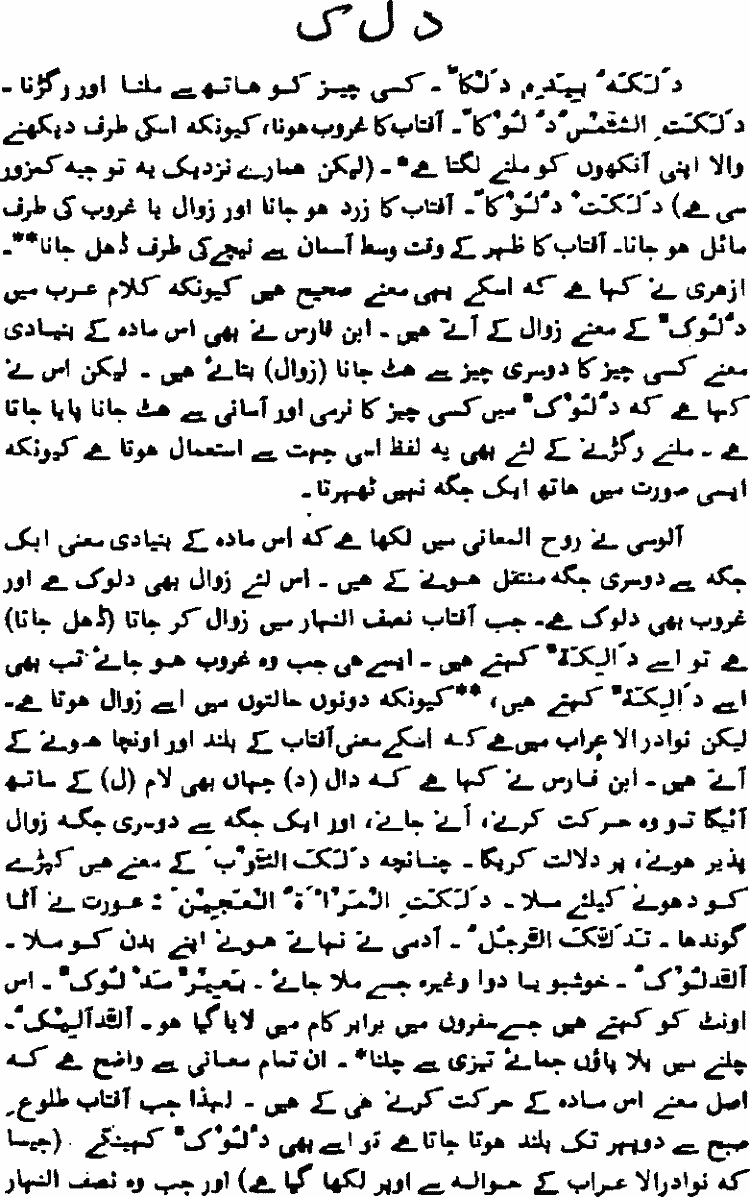 د ل ک
دَلَکَہٗ بِیَدِہٖ دَلْکاً ۔ کسی چیز کو ہاتھ سے ملنا اور رگڑنا ۔
دَلَکَتِ الشَّمْسُ دُلُوْکاً ۔ آفتاب کا غروب ہونا، کیونکہ اسکی طرف دیکھنے
والا اپنی آنکھوں کو ملنے لگتا ہے* ۔ (لیکن ہمارے نزدیک یہ توجیہ کمزور
سی ہے) دَلَکَتْ دُلُوْکاً ۔ آفتاب کا زرد ہو جانا اور زوال یا غروب کی طرف
مائل ہو جانا۔ آفتاب کا ظہر کے وقت وسط آسمان سے نیچے کی طرف ڈھل جانا** ۔
ازھری نے کہا ہے کہ اسکے یہی معنے صحیح ہیں کیونکہ کلام عرب میں
دُلُوک کے معنے زوال کے آتے ہیں ۔ ابن فارس نے بھی اس مادہ کے بنیادی
معنے کسی چیز کا دوسری چیز سے ہٹ جانا (زوال) بتائے ہیں ۔ لیکن اس نے
کہا ہے کہ دُلُوْکٌ میں کسی چیز کا نرمی اور آسانی سے ہٹ جانا پایا جاتا
ہے ۔ ملنے رگڑنے کے لئے بھی یہ لفظ اسی جہت سے استعمال ہوتا ہے کیونکہ
ایسی صورت میں ہاتھ ایک جگہ نہیں ٹھہرتا ۔
آلوسی نے روح المعانی میں لکھا ہے کہ اس مادہ کے بنیادی معنی ایک
جگہ سے دوسری جگہ منتقل ہونے کے ہیں ۔ اس لئے زوال بھی دلوک ہے اور
غروب بھی دلوک ہے۔ جب آفتاب نصف النہار میں زوال کر جاتا (ڈھل جاتا)
ہے تو اسے دَالِکَۃٌ کہتے ہیں ۔ ایسے ہی جب وہ غروب ہو جائے تب بھی
اسے دَالِکَۃٌ کہتے ہیں، ** کیونکہ دونوں حالتوں میں اسے زوال ہوتا ہے۔
لیکن نوادرالاعراب میں ہے کہ اسکے معنی آفتاب کے بلند اور اونچا ہونے کے
آتے ہیں ۔ ابن فارس نے کہا ہے کہ دال (د) جہاں بھی لام (ل) کے ساتھ
آئیگا تو وہ حرکت کرنے، آنے جانے، اور ایک جگہ سے دوسری جگہ زوال
پذیر ہونے، پر دلالت کریگا ۔ چنانچہ دَلَکَ الثَّوْبَ کے معنے ہیں کپڑے
کو دھونے کیلئے ملا ۔ دَلَکَتِ الْمَرْاَۃُ الْعَجِیْنَ : عورت نے آٹا
گوندھا ۔ تَدَلَّکَ الرَّجُلُ ۔ آدمی نے نہاتے ہوئے اپنے بدن کو ملا ۔
اَلدَّلُوْکُ ۔ خوشبو یا دوا وغیرہ جسے ملا جائے ۔ بَعِیْرٌ مَدْلُوْکٌ ۔ اس
اونٹ کو کہتے ہیں جسے سفروں میں برابر کام میں لایا گیا ہو ۔ اَلدَّالِیْکُ ۔
چلنے میں بلا پاؤں جمائے تیزی سے چلنا* ۔ ان تمام معانی سے واضح ہے کہ
اصل معنے اس مادہ کے حرکت کرنے ہی کے ہیں ۔ لہذا جب آفتاب طلوع
صبح سے دوپہر تک بلند ہوتا جاتا ہے تو اسے بھی دُلُوْکٌ کہینگے (جیسا
کہ نوادرالاعراب کے حوالہ سے اوپر لکھا گیا ہے) اور جب وہ نصف النہار